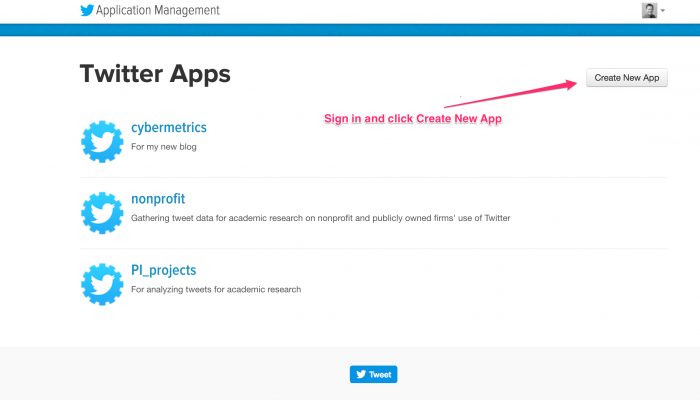 Application Management
Twitter Apps
Create New App
Sign in and click Create New App
cybermetrics
For my new blog
nonprofit
Gathering tweet data for academic research on nonprofit and publicly owned firms' use of Twitter
PI_projects
For analyzing tweets for academic research
Tweet